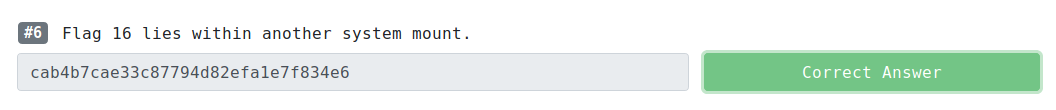 #6 Flag 16 lies within another system mount.
cab4b7cae33c87794d82efa1e7f834e6 Correct Answer